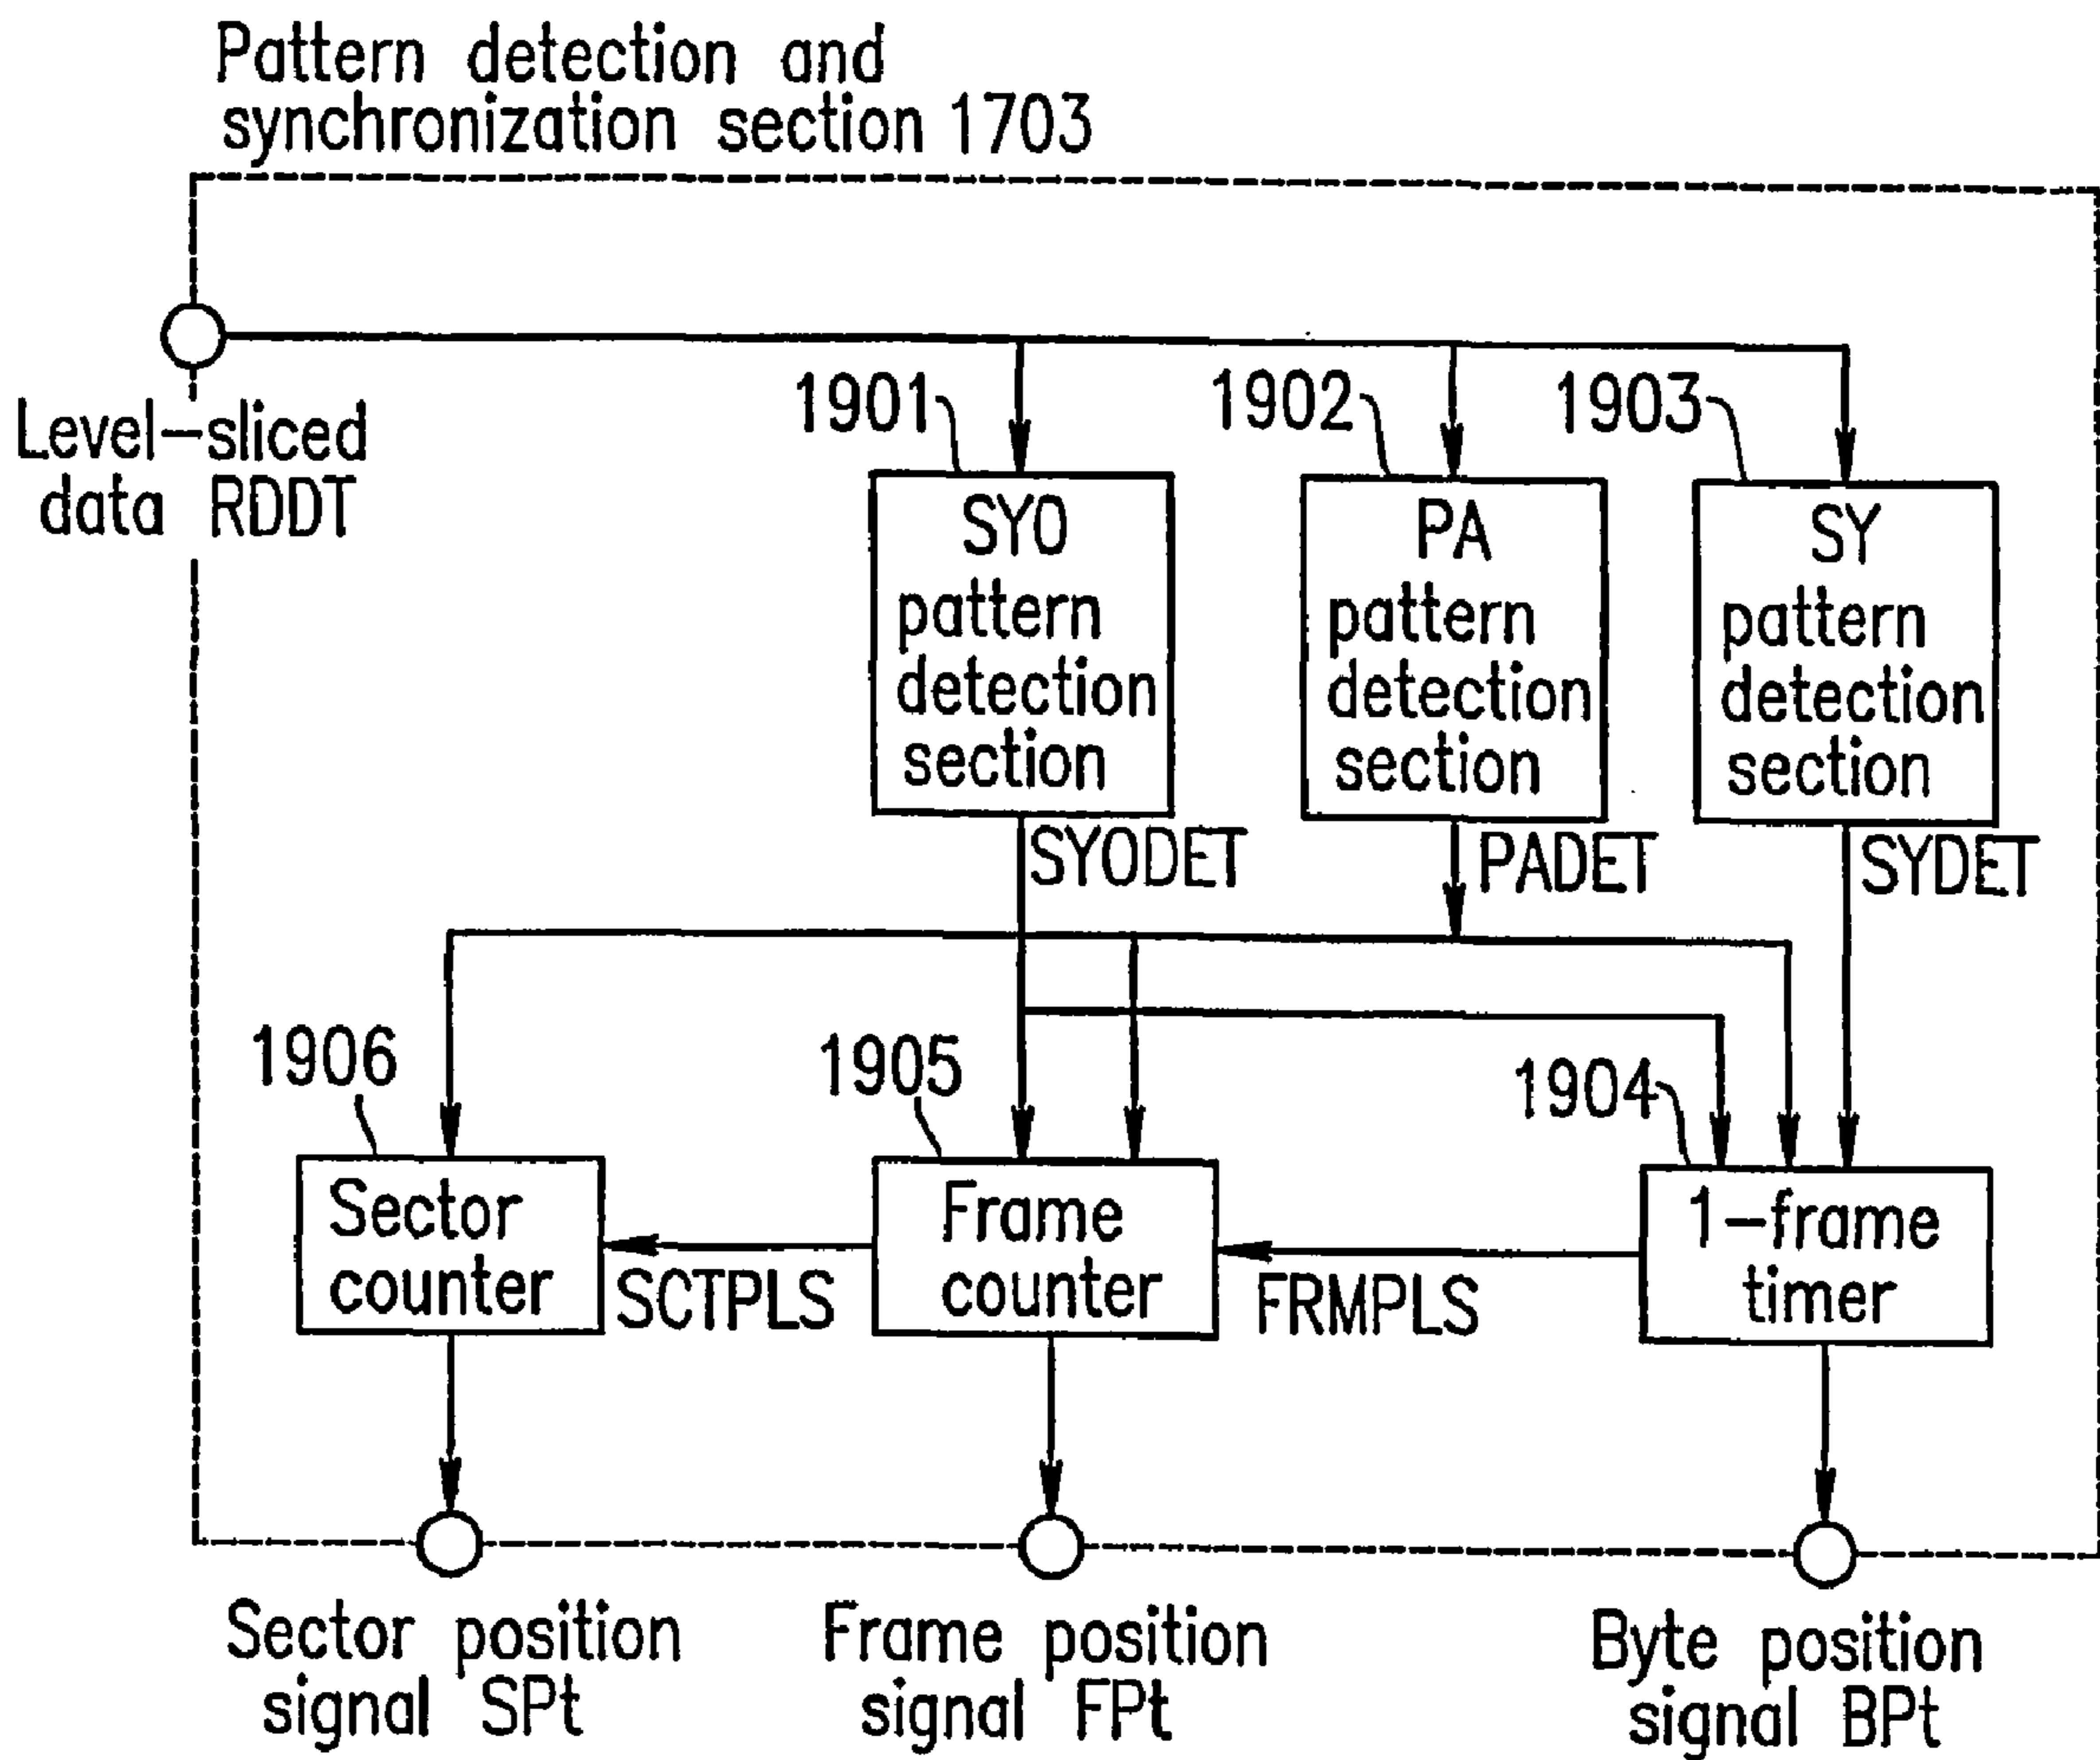 Pattern detection and
synchronization section 1703
Level-sliced
data RDDT
1901
1902
1903
SYO
pattern
detection
section
PA
pattern
detection
section
SY
pattern
detection
section
SYODET
PADET
SYDET
1906
1905
1904
Sector
counter
SCTPLS
Frame
counter
FRMPLS
1-frame
timer
Sector position
signal SPt
Frame position
signal FPt
Byte position
signal BPt